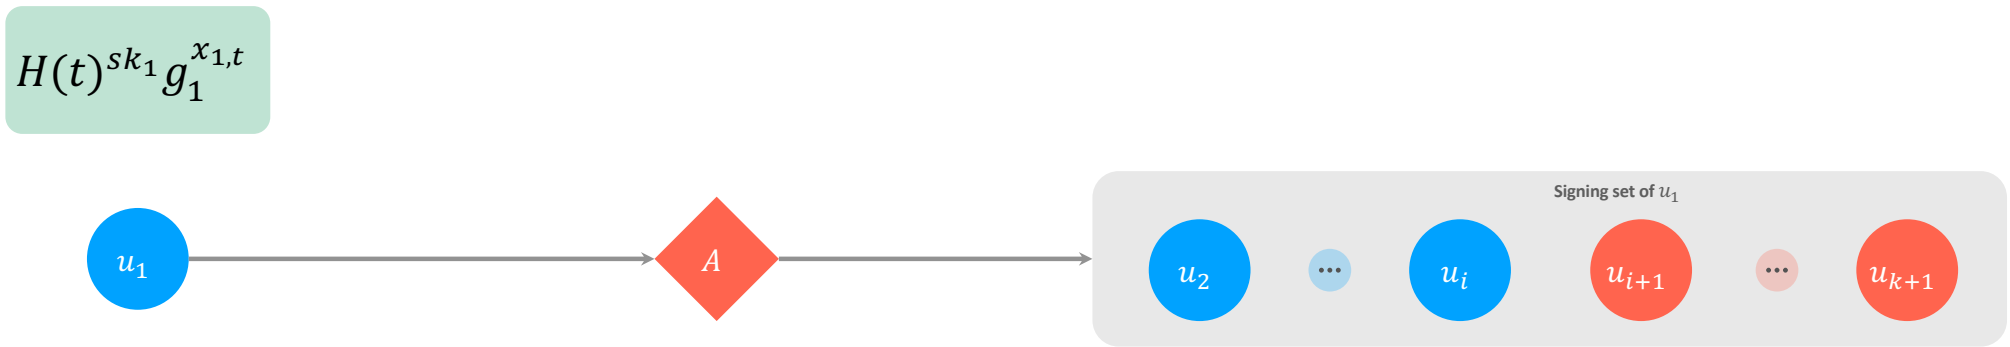 H(t)^{sk_1} g_1^{x_{1,t}}
Signing set of u_1
u_1
A
u_2 ... u_i u_{i+1} ... u_{k+1}